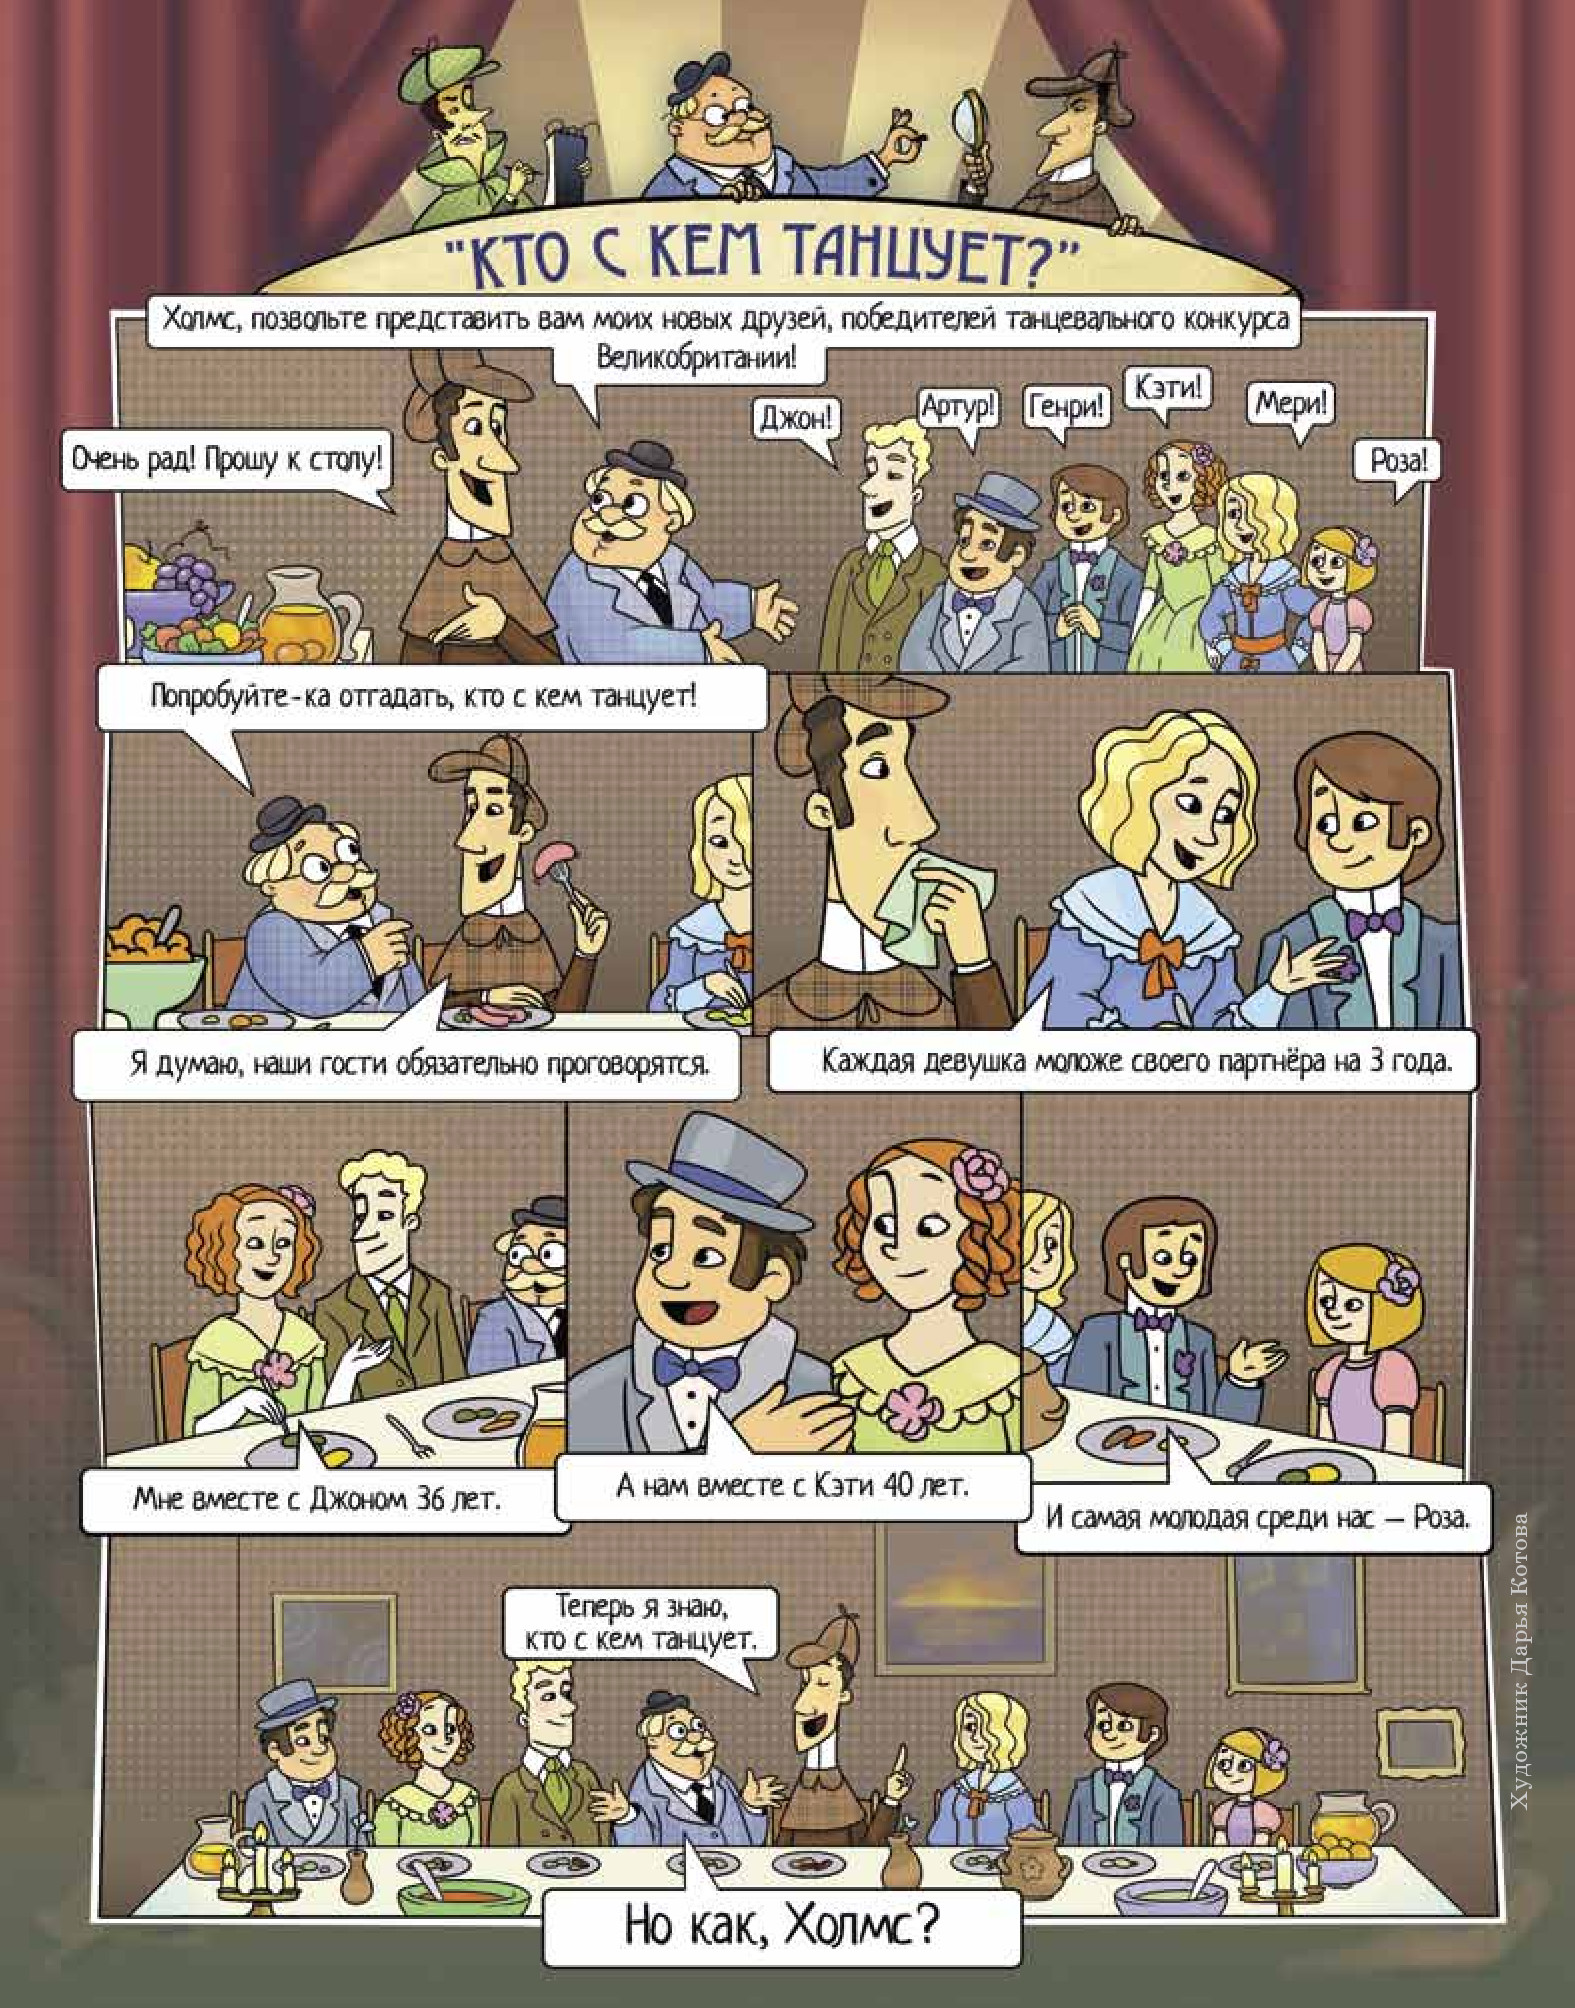 "КТО С КЕМ ТАНЦУЕТ?"
Холмс, позвольте представить вам моих новых друзей, победителей танцевального конкурса
Великобритании!
Очень рад! Прошу к столу!
Джон!
Артур!
Генри!
Кэти!
Мери!
Роза!
Попробуйте-ка отгадать, кто с кем танцует!
Я думаю, наши гости обязательно проговорятся.
Каждая девушка моложе своего партнёра на 3 года.
Мне вместе с Джоном 36 лет.
А нам вместе с Кэти 40 лет.
И самая молодая среди нас – Роза.
Теперь я знаю,
кто с кем танцует.
Но как, Холмс?
Художник Дарья Котова